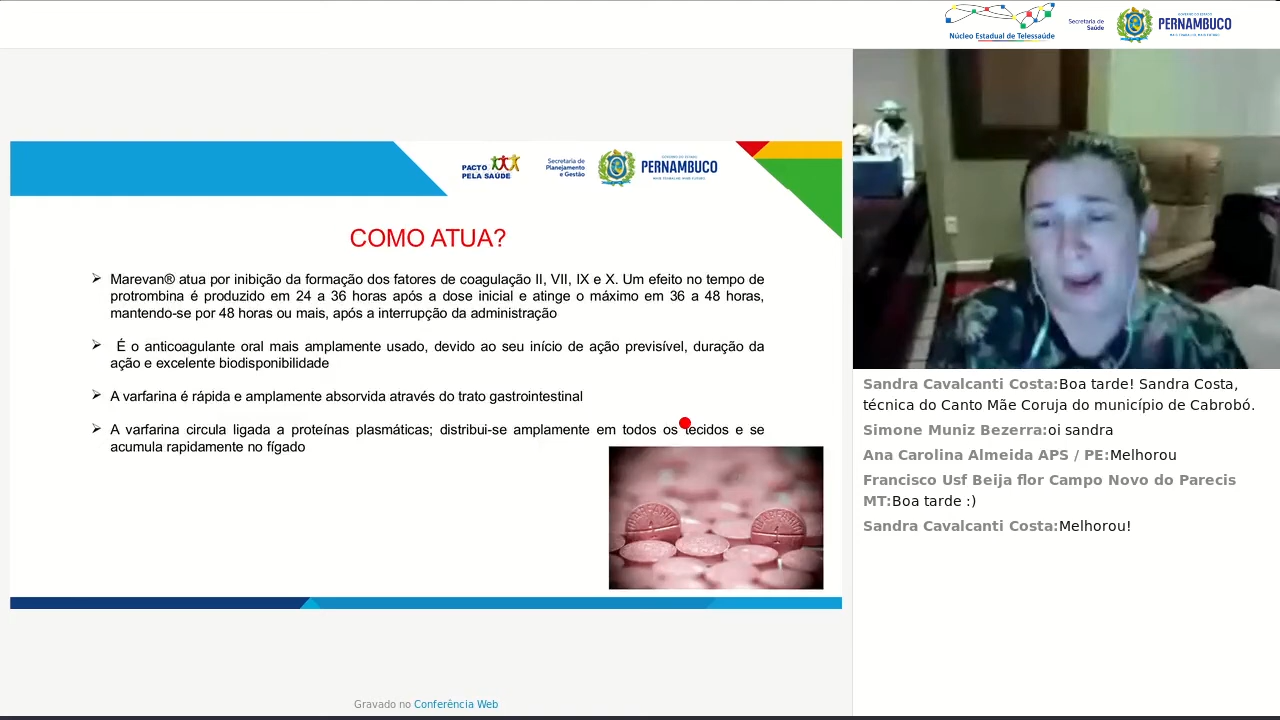 Núcleo Estadual de Telessaúde
Secretaria de
Saúde
PERNAMBUCO
PACTO
PELA SAÚDE
Secretaria de
Planejamento
e Gestão
GOVERNO DO ESTADO
PERNAMBUCO
COMO ATUA?
➢ Marevan® atua por inibição da formação dos fatores de coagulação II, VII, IX e X. Um efeito no tempo de
protrombina é produzido em 24 a 36 horas após a dose inicial e atinge o máximo em 36 a 48 horas,
mantendo-se por 48 horas ou mais, após a interrupção da administração
➢ É o anticoagulante oral mais amplamente usado, devido ao seu início de ação previsível, duração da
ação e excelente biodisponibilidade
➢ A varfarina é rápida e amplamente absorvida através do trato gastrointestinal
➢ A varfarina circula ligada a proteínas plasmáticas; distribui-se amplamente em todos os tecidos e se
acumula rapidamente no fígado
Gravado no Conferência Web
Sandra Cavalcanti Costa:Boa tarde! Sandra Costa,
técnica do Canto Mãe Coruja do município de Cabrobó.
Simone Muniz Bezerra:oi sandra
Ana Carolina Almeida APS / PE:Melhorou
Francisco Usf Beija flor Campo Novo do Parecis
MT:Boa tarde :)
Sandra Cavalcanti Costa:Melhorou!